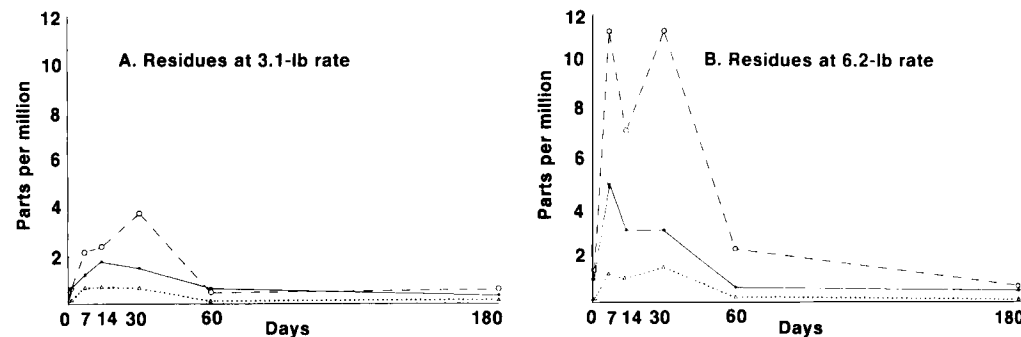 12
10
8
6
4
2
Parts per million
A. Residues at 3.1-lb rate
0 7 14 30 60 180
Days
12
10
8
6
4
2
Parts per million
B. Residues at 6.2-lb rate
0 7 14 30 60 180
Days